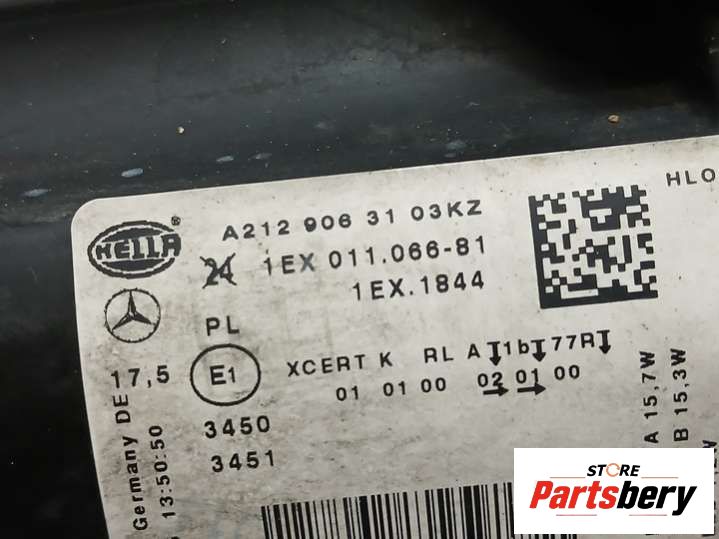 HLO
HELLA ®
A212 906 31 03KZ
24 1EX 011.066-81
1EX.1844
PL
17,5 E1 XCERT K RL A 1b 77R
01 01 00 02 01 00
3450
3451
Germany DE
13:50:50
A 15,7W
B 15,3W
STORE
Partsbery